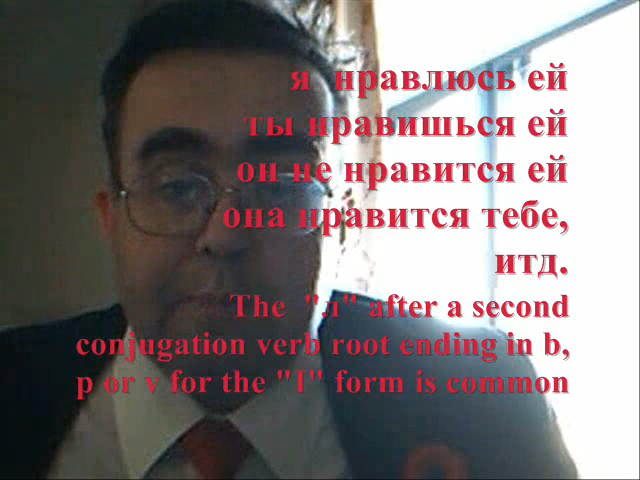 я нравлюсь ей
ты нравишься ей
он не нравится ей
она нравится тебе,
итд.
The "л" after a second
conjugation verb root ending in b,
p or v for the "I" form is common